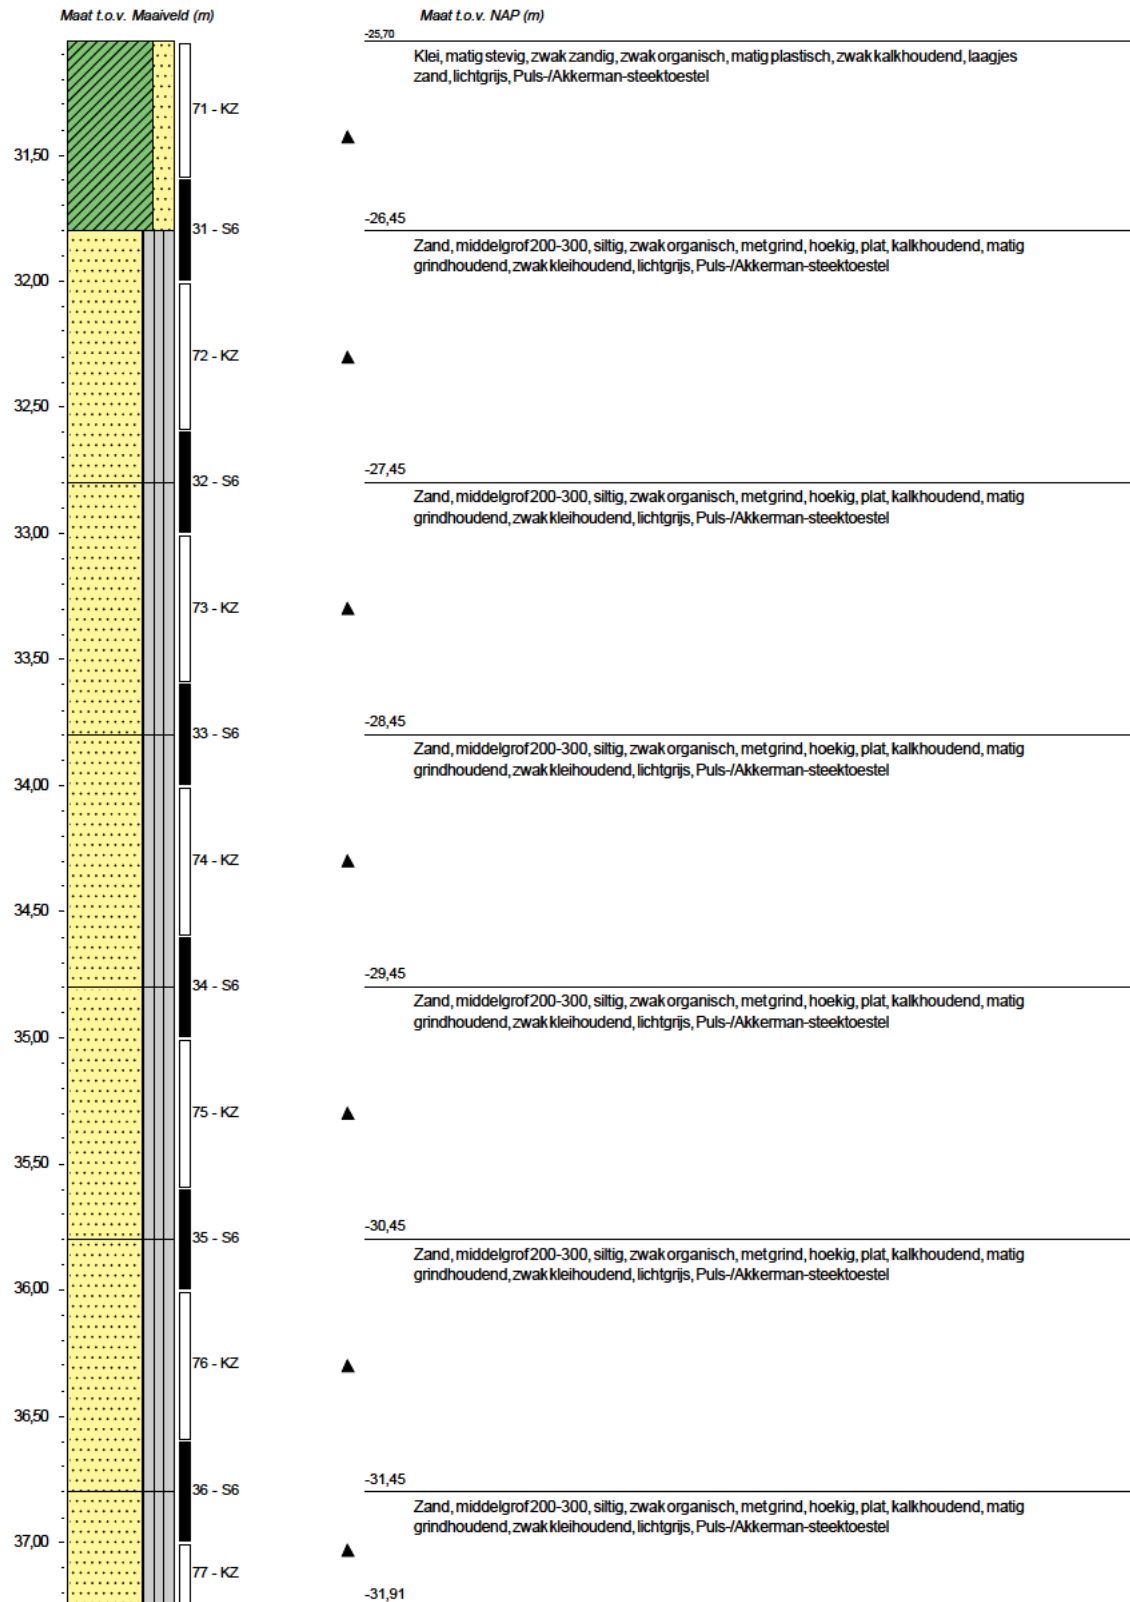 Maat t.o.v. Maaiveld (m)
Maat t.o.v. NAP (m)
-25,70
Klei, matig stevig, zwak zandig, zwak organisch, matig plastisch, zwak kalkhoudend, laagjes
zand, lichtgrijs, Puls-/Akkerman-steektoestel
71 - KZ
31,50
-26,45
31 - S6
Zand, middelgrof 200-300, siltig, zwak organisch, met grind, hoekig, plat, kalkhoudend, matig
grindhoudend, zwak kleihoudend, lichtgrijs, Puls-/Akkerman-steektoestel
32,00
72 - KZ
32,50
-27,45
32 - S6
Zand, middelgrof 200-300, siltig, zwak organisch, met grind, hoekig, plat, kalkhoudend, matig
grindhoudend, zwak kleihoudend, lichtgrijs, Puls-/Akkerman-steektoestel
33,00
73 - KZ
33,50
-28,45
33 - S6
Zand, middelgrof 200-300, siltig, zwak organisch, met grind, hoekig, plat, kalkhoudend, matig
grindhoudend, zwak kleihoudend, lichtgrijs, Puls-/Akkerman-steektoestel
34,00
74 - KZ
34,50
-29,45
34 - S6
Zand, middelgrof 200-300, siltig, zwak organisch, met grind, hoekig, plat, kalkhoudend, matig
grindhoudend, zwak kleihoudend, lichtgrijs, Puls-/Akkerman-steektoestel
35,00
75 - KZ
35,50
-30,45
35 - S6
Zand, middelgrof 200-300, siltig, zwak organisch, met grind, hoekig, plat, kalkhoudend, matig
grindhoudend, zwak kleihoudend, lichtgrijs, Puls-/Akkerman-steektoestel
36,00
76 - KZ
36,50
-31,45
36 - S6
Zand, middelgrof 200-300, siltig, zwak organisch, met grind, hoekig, plat, kalkhoudend, matig
grindhoudend, zwak kleihoudend, lichtgrijs, Puls-/Akkerman-steektoestel
37,00
77 - KZ
-31,91